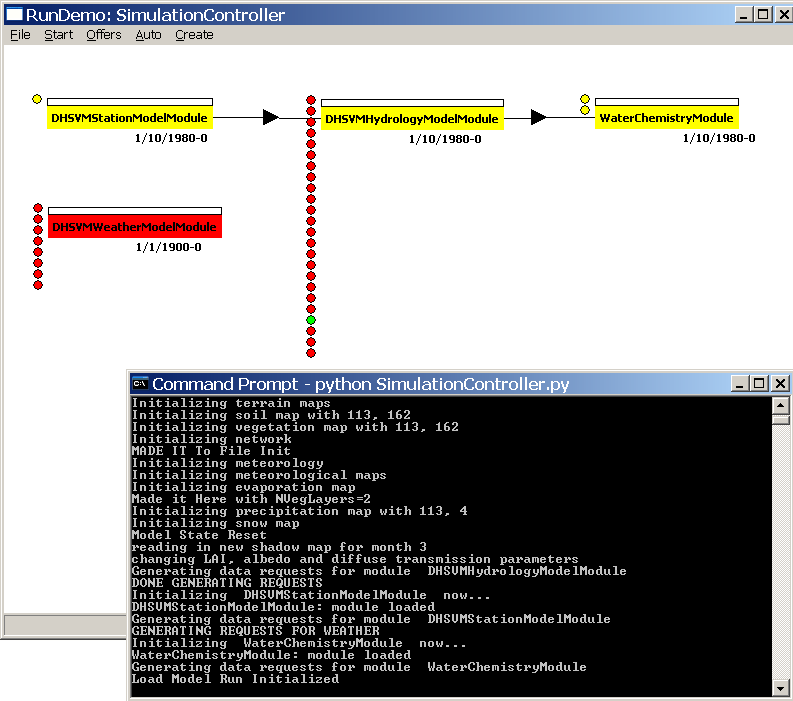 RunDemo: SimulationController
File Start Offers Auto Create
DHSVMStationModelModule
1/10/1980-0
DHSVMHydrologyModelModule
1/10/1980-0
WaterChemistryModule
1/10/1980-0
DHSVMWeatherModelModule
1/1/1900-0
C:\ Command Prompt - python SimulationController.py
Initializing terrain maps
Initializing soil map with 113, 162
Initializing vegetation map with 113, 162
Initializing network
MADE IT To File Init
Initializing meteorology
Initializing meteorological maps
Initializing evaporation map
Made it Here with NVegLayers=2
Initializing precipitation map with 113, 4
Initializing snow map
Model State Reset
reading in new shadow map for month 3
changing LAI, albedo and diffuse transmission parameters
Generating data requests for module  DHSVMHydrologyModelModule
DONE GENERATING REQUESTS
Initializing  DHSVMStationModelModule  now...
DHSVMStationModelModule: module loaded
Generating data requests for module  DHSVMStationModelModule
GENERATING REQUESTS FOR WEATHER
Initializing  WaterChemistryModule  now...
WaterChemistryModule: module loaded
Generating data requests for module  WaterChemistryModule
Load Model Run Initialized